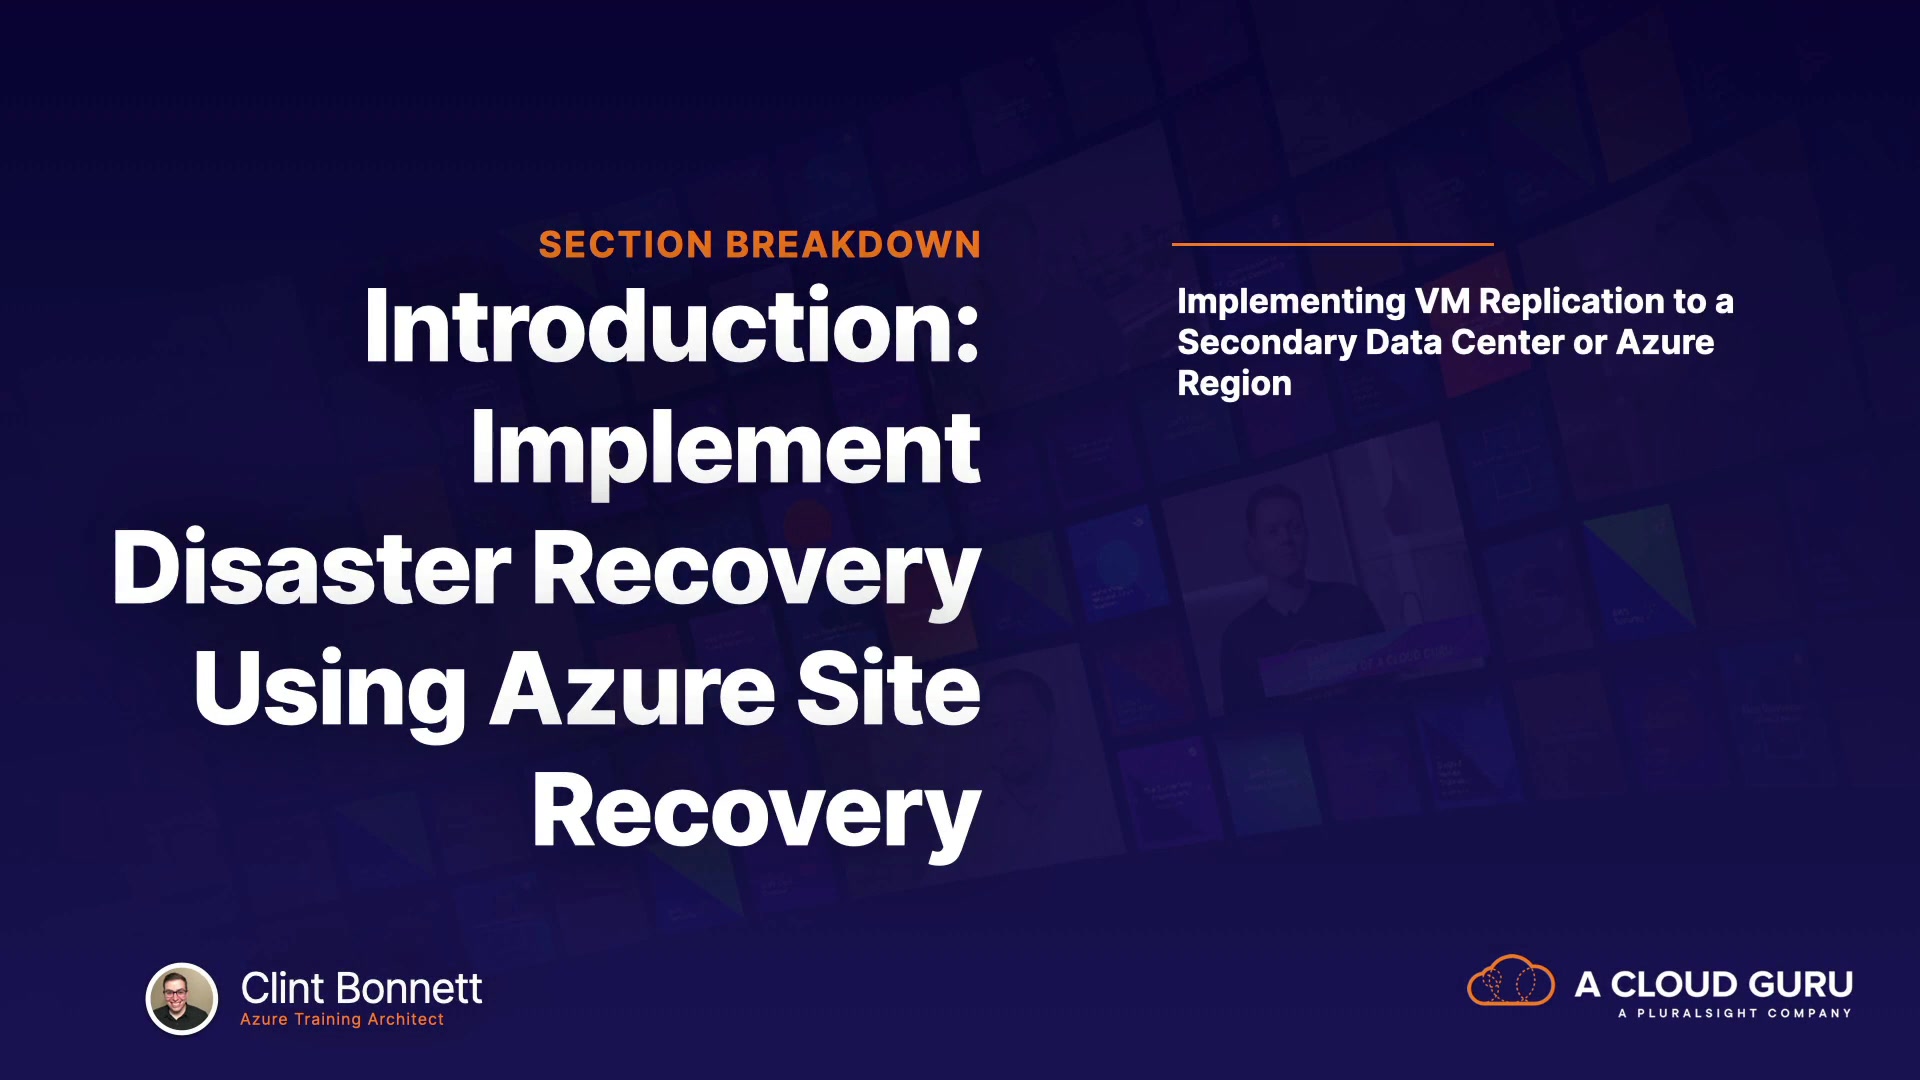 SECTION BREAKDOWN
Introduction:
Implement
Disaster Recovery
Using Azure Site
Recovery
Implementing VM Replication to a
Secondary Data Center or Azure
Region
Clint Bonnett
Azure Training Architect
A CLOUD GURU
A PLURALSIGHT COMPANY